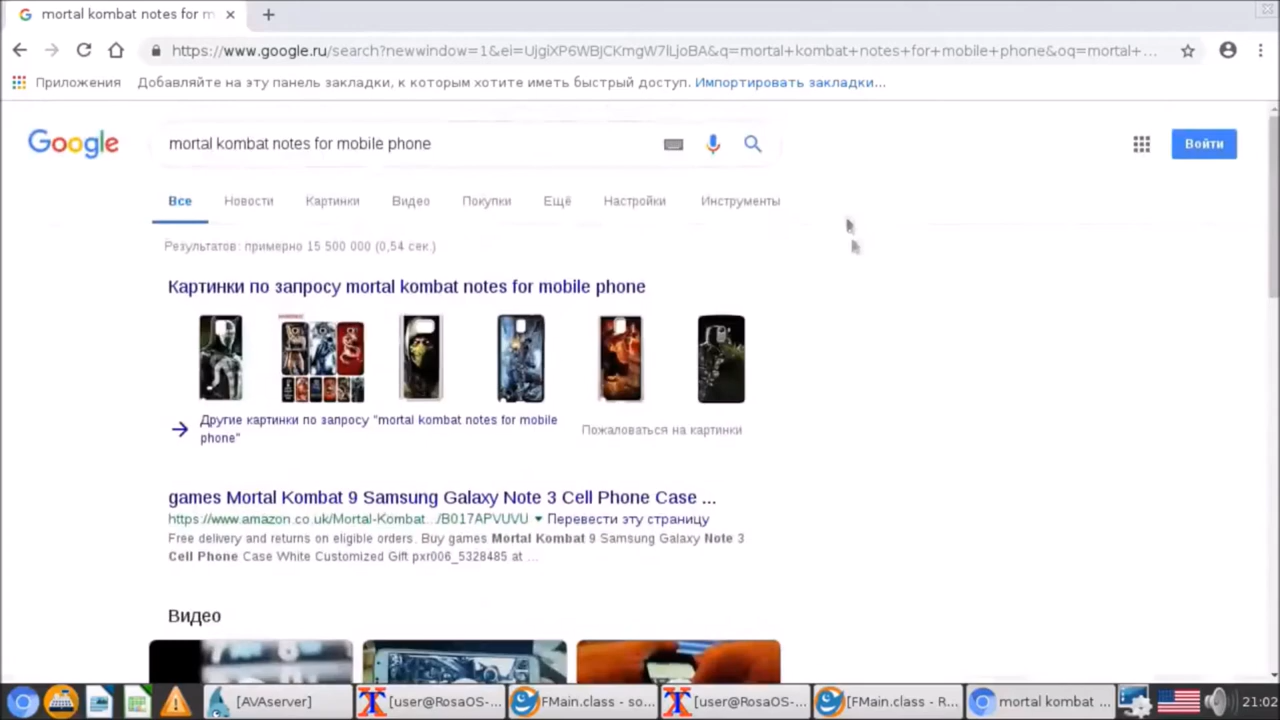 mortal kombat notes for m
https://www.google.ru/search?newwindow=1&ei=UJgiXP6WBjCKmgW7lLjoBA&q=mortal+kombat+notes+for+mobile+phone&oq=mortal+...
Приложения Добавляйте на эту панель закладки, к которым хотите иметь быстрый доступ. Импортировать закладки...
Google
mortal kombat notes for mobile phone
Войти
Все Новости Картинки Видео Покупки Ещё Настройки Инструменты
Результатов: примерно 15 500 000 (0,54 сек.)
Картинки по запросу mortal kombat notes for mobile phone
Другие картинки по запросу "mortal kombat notes for mobile
phone"
Пожаловаться на картинки
games Mortal Kombat 9 Samsung Galaxy Note 3 Cell Phone Case ...
https://www.amazon.co.uk/Mortal-Kombat.../B017APVUVU Перевести эту страницу
Free delivery and returns on eligible orders. Buy games Mortal Kombat 9 Samsung Galaxy Note 3
Cell Phone Case White Customized Gift pxr006_5328485 at ...
Видео
[AVAserver] [user@RosaOS-... FMain.class - so... [user@RosaOS-... [FMain.class - R... mortal kombat ... 21:02